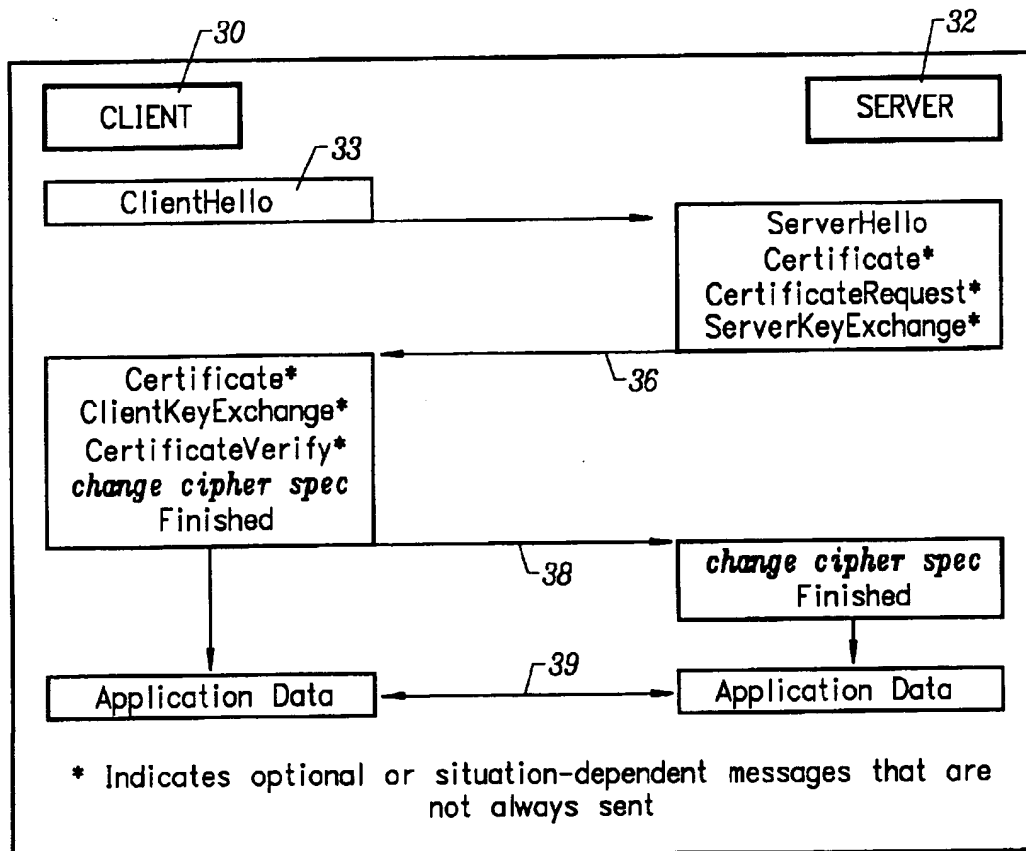 30
32
CLIENT
SERVER
33
ClientHello
ServerHello
Certificate*
CertificateRequest*
ServerKeyExchange*
36
Certificate*
ClientKeyExchange*
CertificateVerify*
change cipher spec
Finished
38
change cipher spec
Finished
39
Application Data
Application Data
* Indicates optional or situation-dependent messages that are
not always sent